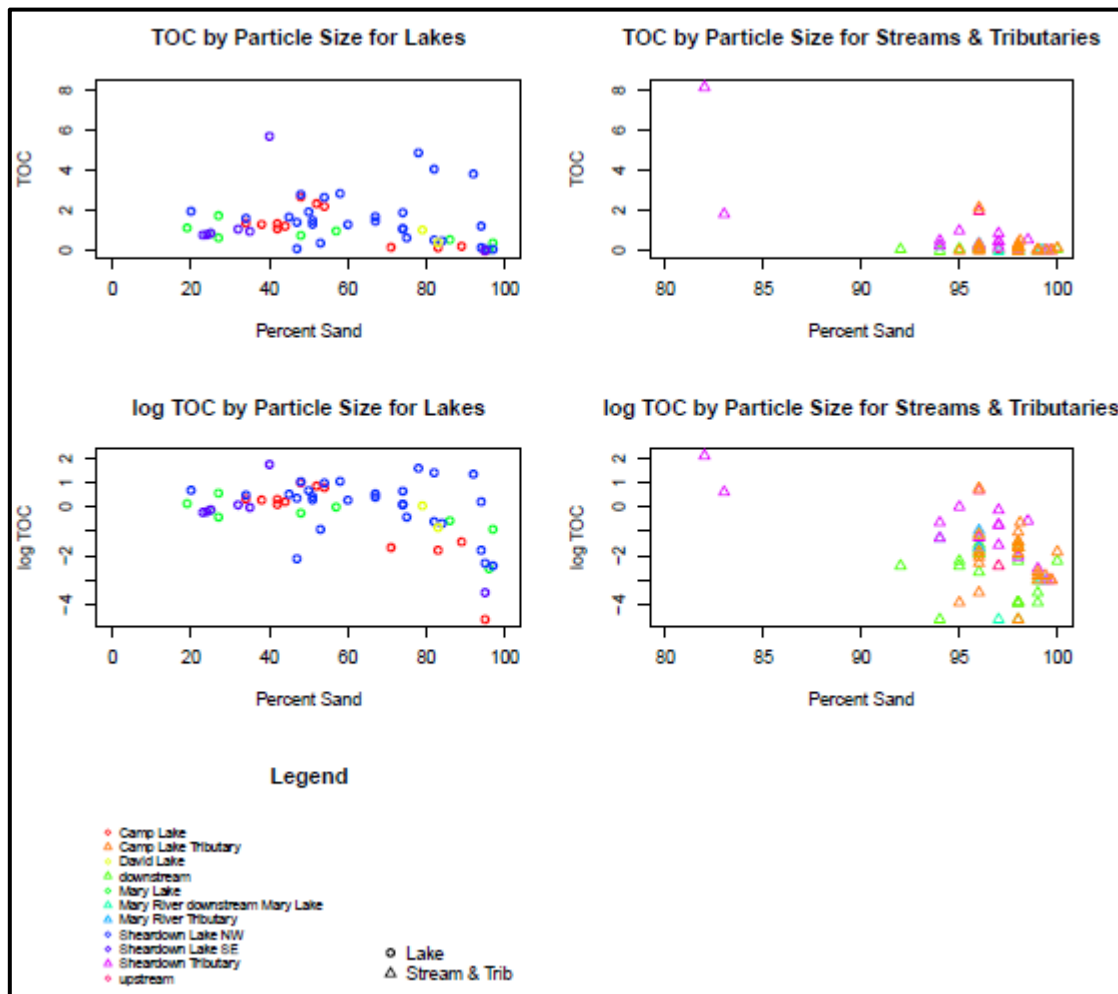 TOC by Particle Size for Lakes
TOC
8
6
4
2
0
0 20 40 60 80 100
Percent Sand
TOC by Particle Size for Streams & Tributaries
TOC
8
6
4
2
0
80 85 90 95 100
Percent Sand
log TOC by Particle Size for Lakes
log TOC
2
0
−2
−4
0 20 40 60 80 100
Percent Sand
log TOC by Particle Size for Streams & Tributaries
log TOC
2
0
−2
−4
80 85 90 95 100
Percent Sand
Legend
Camp Lake
Camp Lake Tributary
David Lake
downstream
Mary Lake
Mary River downstream Mary Lake
Mary River Tributary
Sheardown Lake NW
Sheardown Lake SE
Sheardown Tributary
upstream
Lake
Stream & Trib